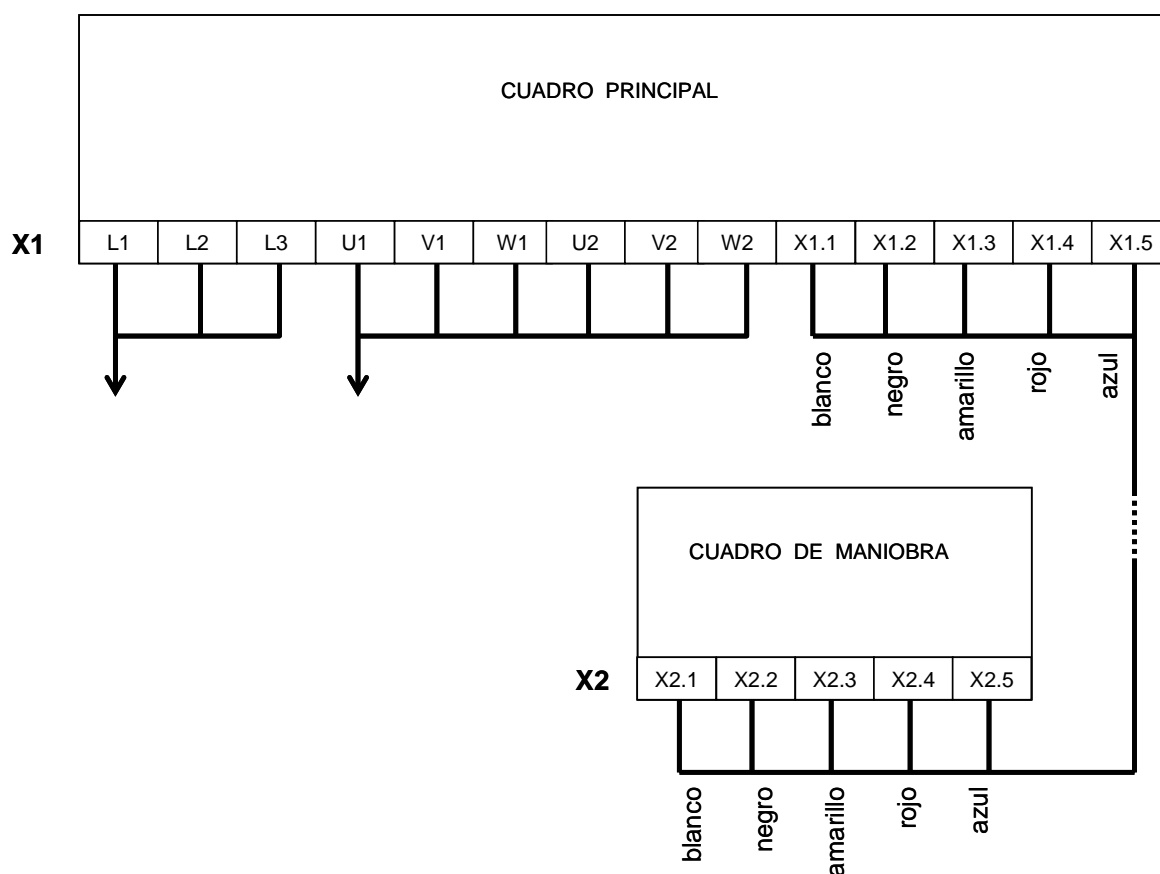 CUADRO PRINCIPAL
X1 L1 L2 L3 U1 V1 W1 U2 V2 W2 X1.1 X1.2 X1.3 X1.4 X1.5
blanco negro amarillo rojo azul
CUADRO DE MANIOBRA
X2 X2.1 X2.2 X2.3 X2.4 X2.5
blanco negro amarillo rojo azul